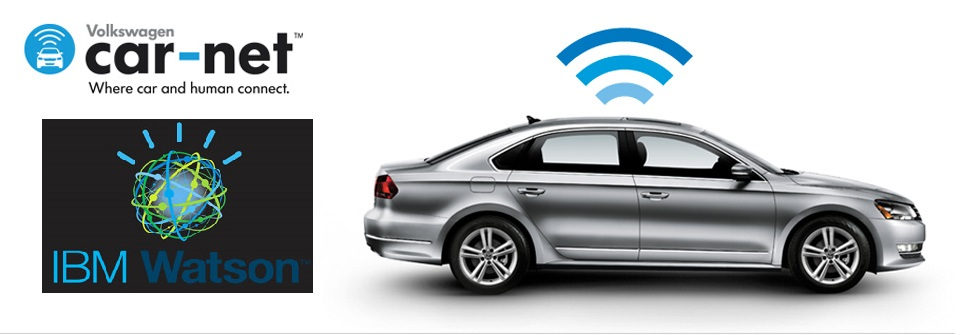 Volkswagen
car-net™
Where car and human connect.
IBM Watson™